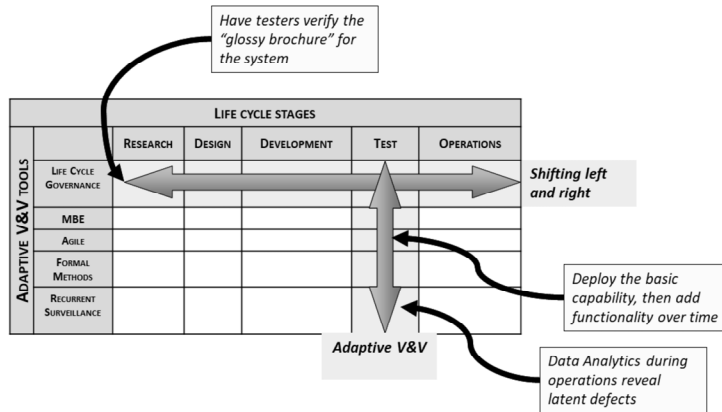 Have testers verify the
“glossy brochure” for
the system
LIFE CYCLE STAGES
RESEARCH DESIGN DEVELOPMENT TEST OPERATIONS
ADAPTIVE V&V TOOLS
LIFE CYCLE
GOVERNANCE
MBE
AGILE
FORMAL
METHODS
RECURRENT
SURVEILLANCE
Shifting left
and right
Adaptive V&V
Deploy the basic
capability, then add
functionality over time
Data Analytics during
operations reveal
latent defects